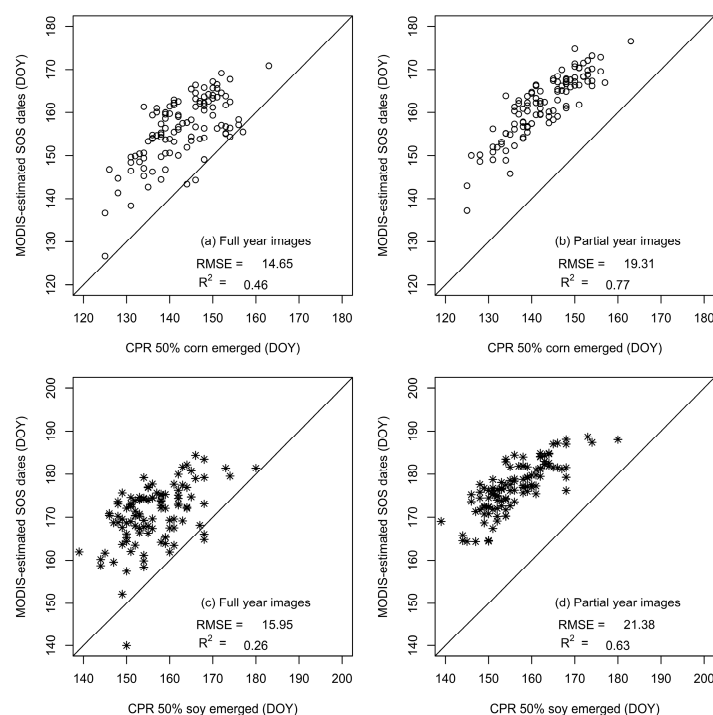 180
170
160
150
140
130
120
MODIS-estimated SOS dates (DOY)
(a) Full year images
RMSE = 14.65
R² = 0.46
120 130 140 150 160 170 180
CPR 50% corn emerged (DOY)
180
170
160
150
140
130
120
MODIS-estimated SOS dates (DOY)
(b) Partial year images
RMSE = 19.31
R² = 0.77
120 130 140 150 160 170 180
CPR 50% corn emerged (DOY)
200
190
180
170
160
150
140
MODIS-estimated SOS dates (DOY)
(c) Full year images
RMSE = 15.95
R² = 0.26
140 150 160 170 180 190 200
CPR 50% soy emerged (DOY)
200
190
180
170
160
150
140
MODIS-estimated SOS dates (DOY)
(d) Partial year images
RMSE = 21.38
R² = 0.63
140 150 160 170 180 190 200
CPR 50% soy emerged (DOY)